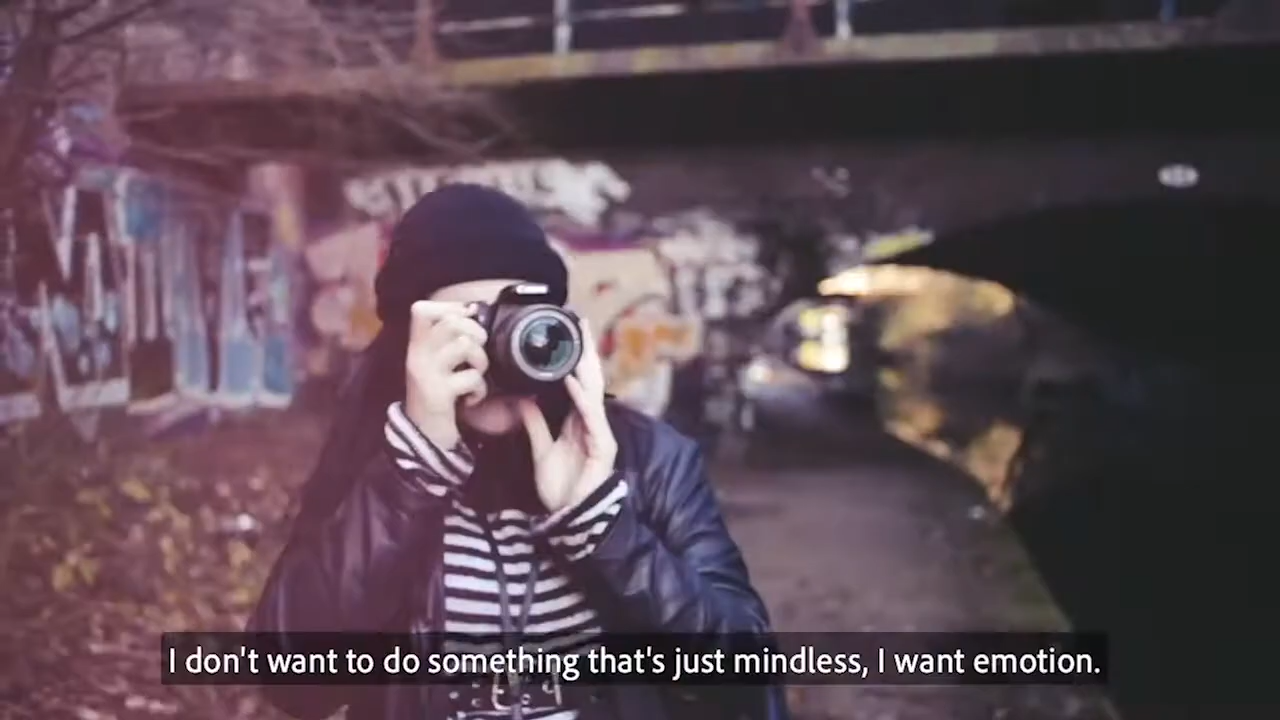 I don't want to do something that's just mindless, I want emotion.